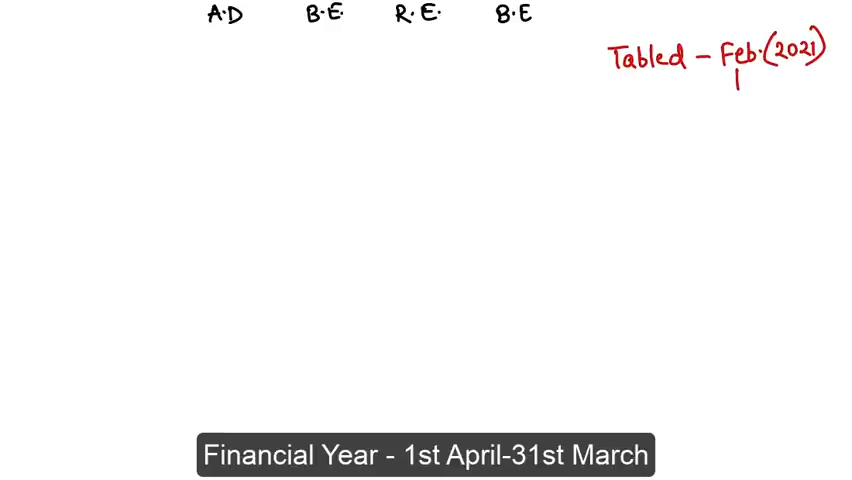 A.D B.E. R.E. B.E
Tabled - Feb. (2021)
Financial Year - 1st April-31st March